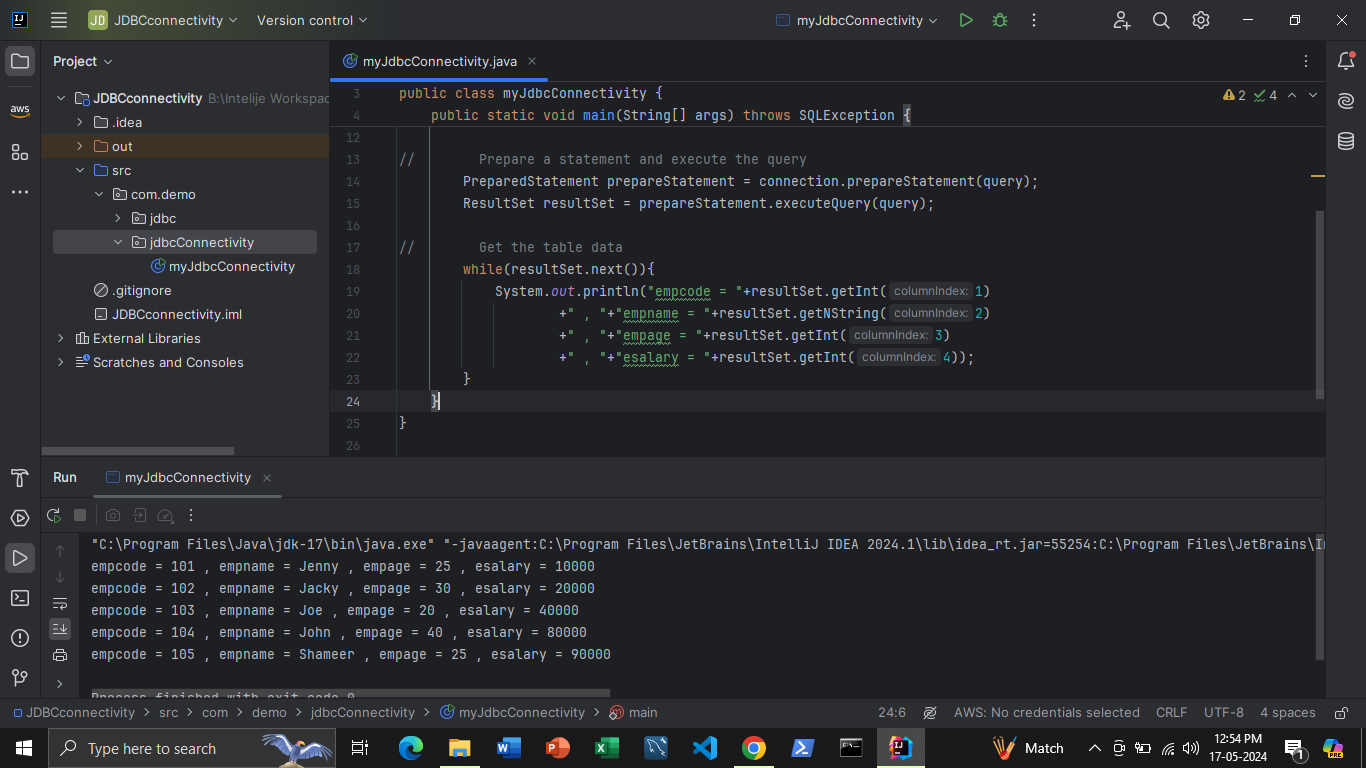 JD JDBCconnectivity Version control myJdbcConnectivity
Project
myJdbcConnectivity.java
JDBCconnectivity B:\Intelije Workspac
.idea
out
src
com.demo
jdbc
jdbcConnectivity
myJdbcConnectivity
.gitignore
JDBCconnectivity.iml
External Libraries
Scratches and Consoles
aws
2 4
3 public class myJdbcConnectivity {
4 public static void main(String[] args) throws SQLException {
12
13 // Prepare a statement and execute the query
14 PreparedStatement prepareStatement = connection.prepareStatement(query);
15 ResultSet resultSet = prepareStatement.executeQuery(query);
16
17 // Get the table data
18 while(resultSet.next()){
19 System.out.println("empcode = "+resultSet.getInt( columnIndex: 1)
20 +" , "+"empname = "+resultSet.getNString( columnIndex: 2)
21 +" , "+"empage = "+resultSet.getInt( columnIndex: 3)
22 +" , "+"esalary = "+resultSet.getInt( columnIndex: 4));
23 }
24 }
25 }
26
Run myJdbcConnectivity
"C:\Program Files\Java\jdk-17\bin\java.exe" "-javaagent:C:\Program Files\JetBrains\IntelliJ IDEA 2024.1\lib\idea_rt.jar=55254:C:\Program Files\JetBrains\In
empcode = 101 , empname = Jenny , empage = 25 , esalary = 10000
empcode = 102 , empname = Jacky , empage = 30 , esalary = 20000
empcode = 103 , empname = Joe , empage = 20 , esalary = 40000
empcode = 104 , empname = John , empage = 40 , esalary = 80000
empcode = 105 , empname = Shameer , empage = 25 , esalary = 90000
Process finished with exit code 0
JDBCconnectivity > src > com > demo > jdbcConnectivity > myJdbcConnectivity > main 24:6 AWS: No credentials selected CRLF UTF-8 4 spaces
Type here to search Match 12:54 PM
17-05-2024 1